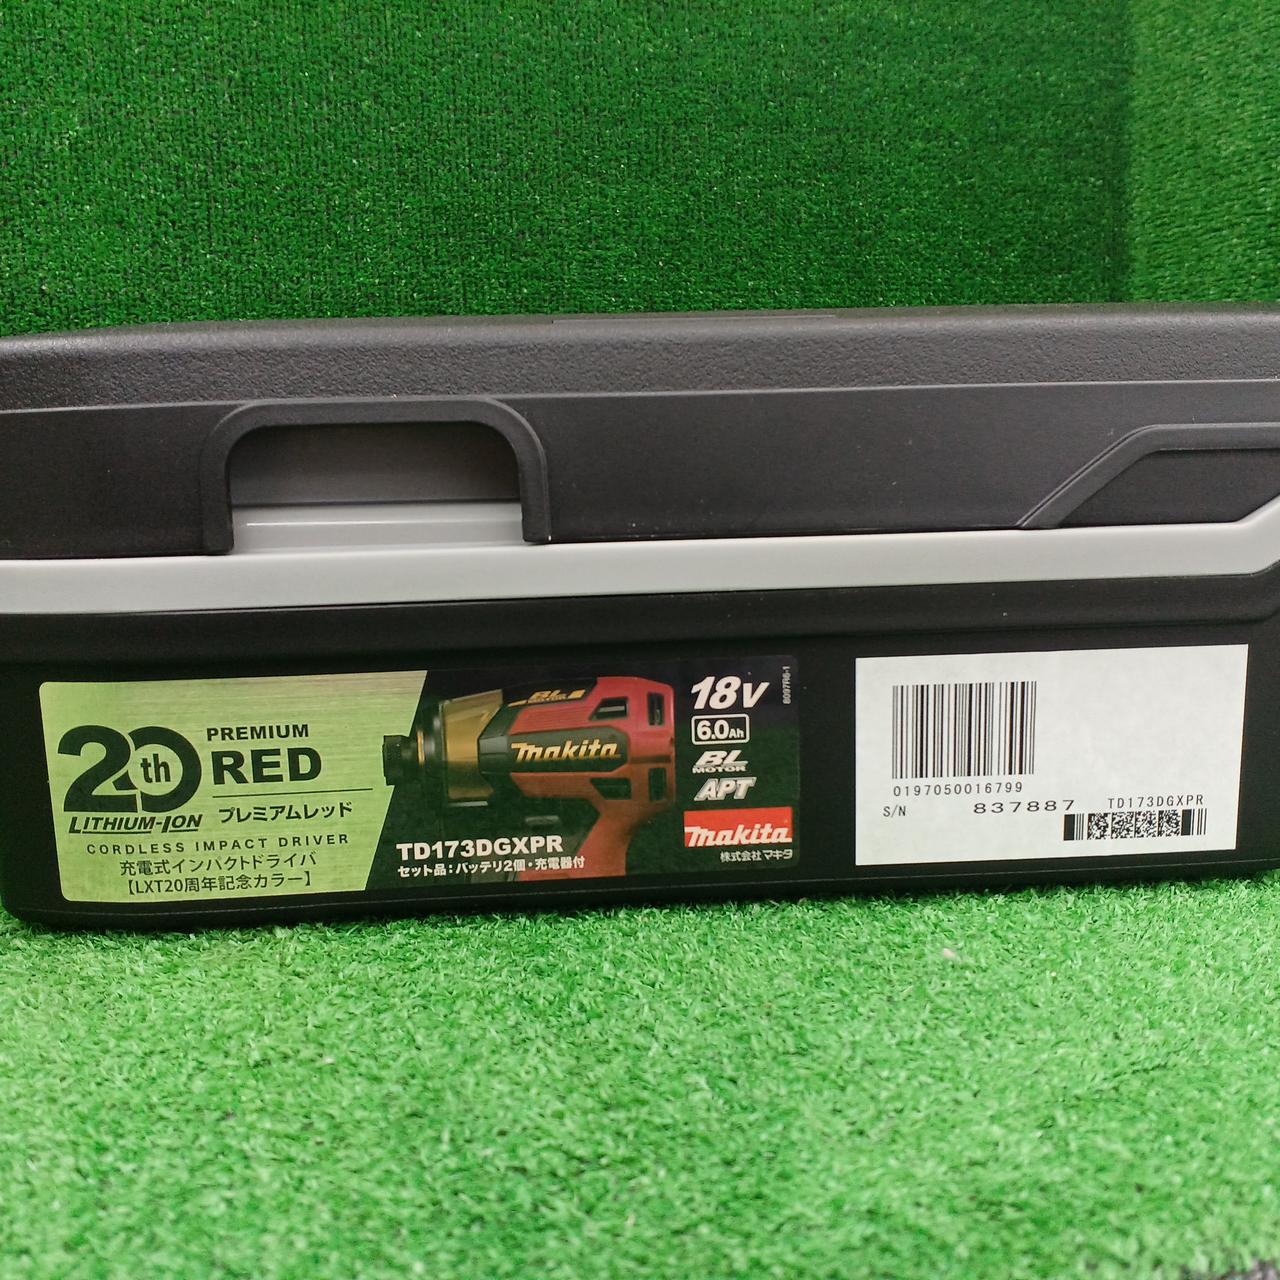 20th
LITHIUM-ION
PREMIUM
RED
プレミアムレッド
CORDLESS IMPACT DRIVER
充電式インパクトドライバ
【LXT20周年記念カラー】
BL
MOTOR
makita
TD173DGXPR
セット品：バッテリ2個・充電器付
18V
6.0Ah
BL
MOTOR
APT
makita
株式会社マキタ
0197050016799
S/N 837887 TD173DGXPR